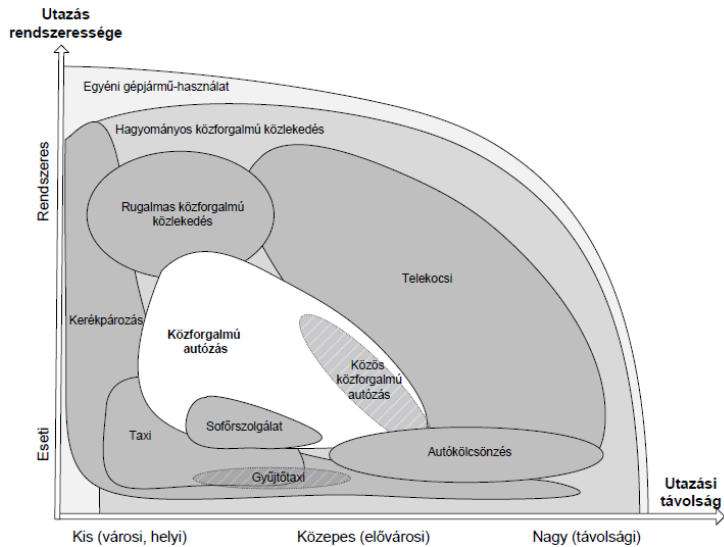 Utazás
rendszeressége
Egyéni gépjármű-használat
Hagyományos közforgalmú közlekedés
Rendszeres
Rugalmas közforgalmú
közlekedés
Telekocsi
Kerékpározás
Közforgalmú
autózás
Közös
közforgalmú
autózás
Eseti
Taxi
Sofőrszolgálat
Autókölcsönzés
Gyűjtőtaxi
Utazási
távolság
Kis (városi, helyi)
Közepes (elővárosi)
Nagy (távolsági)